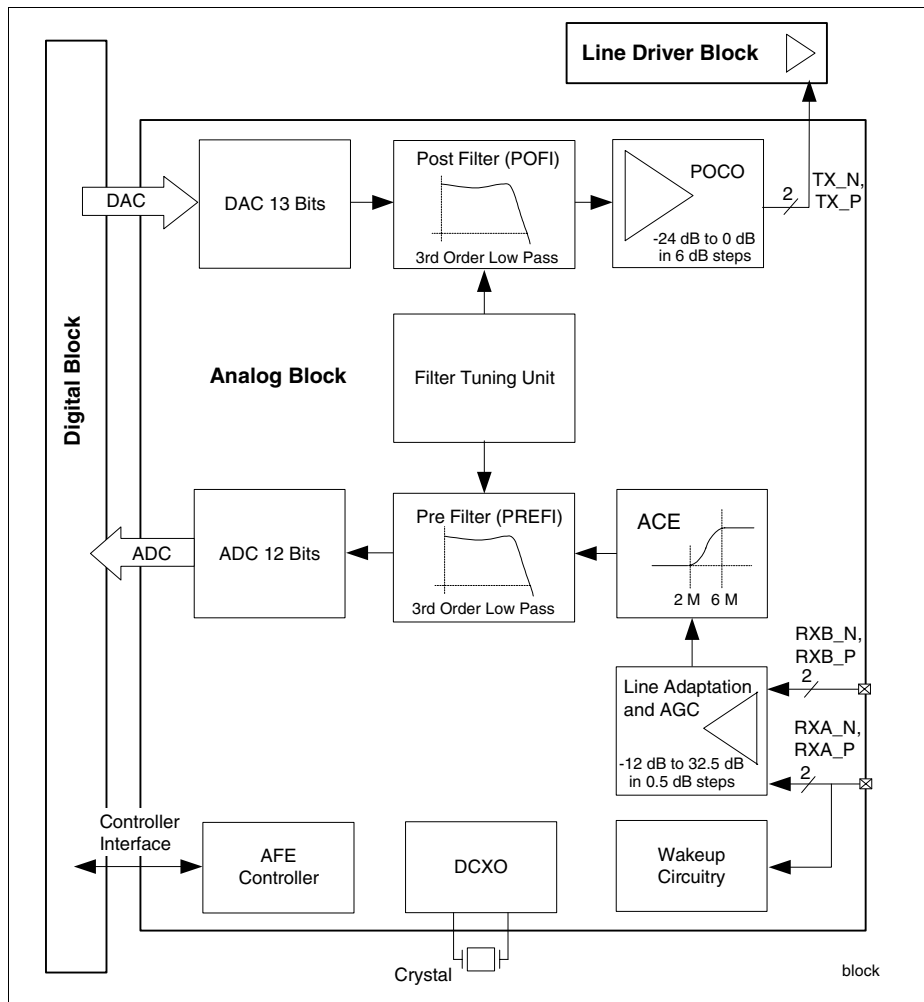 Line Driver Block
Digital Block
DAC
DAC 13 Bits
Post Filter (POFI)
3rd Order Low Pass
POCO
-24 dB to 0 dB
in 6 dB steps
2
TX_N,
TX_P
Analog Block
Filter Tuning Unit
ADC
ADC 12 Bits
Pre Filter (PREFI)
3rd Order Low Pass
ACE
2 M 6 M
RXB_N,
RXB_P
2
Line Adaptation
and AGC
-12 dB to 32.5 dB
in 0.5 dB steps
RXA_N,
RXA_P
2
Controller
Interface
AFE
Controller
DCXO
Wakeup
Circuitry
Crystal
block